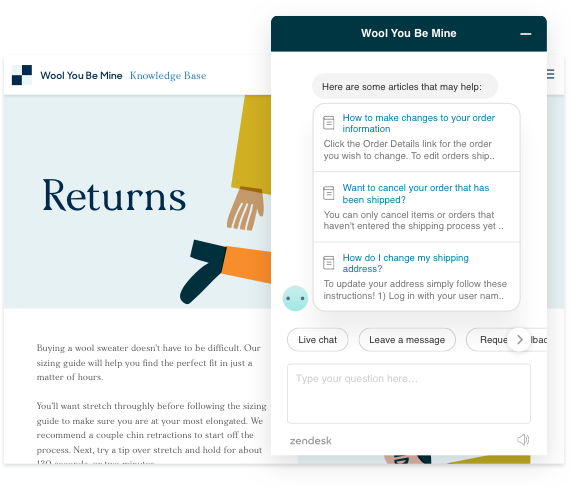 Wool You Be Mine
Wool You Be Mine Knowledge Base
Returns
Buying a wool sweater doesn't have to be difficult. Our
sizing guide will help you find the perfect fit in just a
matter of hours.
You'll want stretch throughly before following the sizing
guide to make sure you are at your most elongated. We
recommend a couple chin retractions to start off the
process. Next, try a tip over stretch and hold for about
130 seconds, or two minutes
Here are some articles that may help:
How to make changes to your order
information
Click the Order Details link for the order
you wish to change. To edit orders ship..
Want to cancel your order that has
been shipped?
You can only cancel items or orders that
haven't entered the shipping process yet ..
How do I change my shipping
address?
To update your address simply follow these
instructions! 1) Log in with your user nam..
Live chat
Leave a message
Type your question here...
zendesk